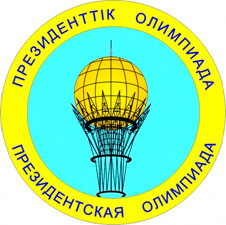 ПРЕЗИДЕНТТІК ОЛИМПИАДА
ПРЕЗИДЕНТСКАЯ ОЛИМПИАДА